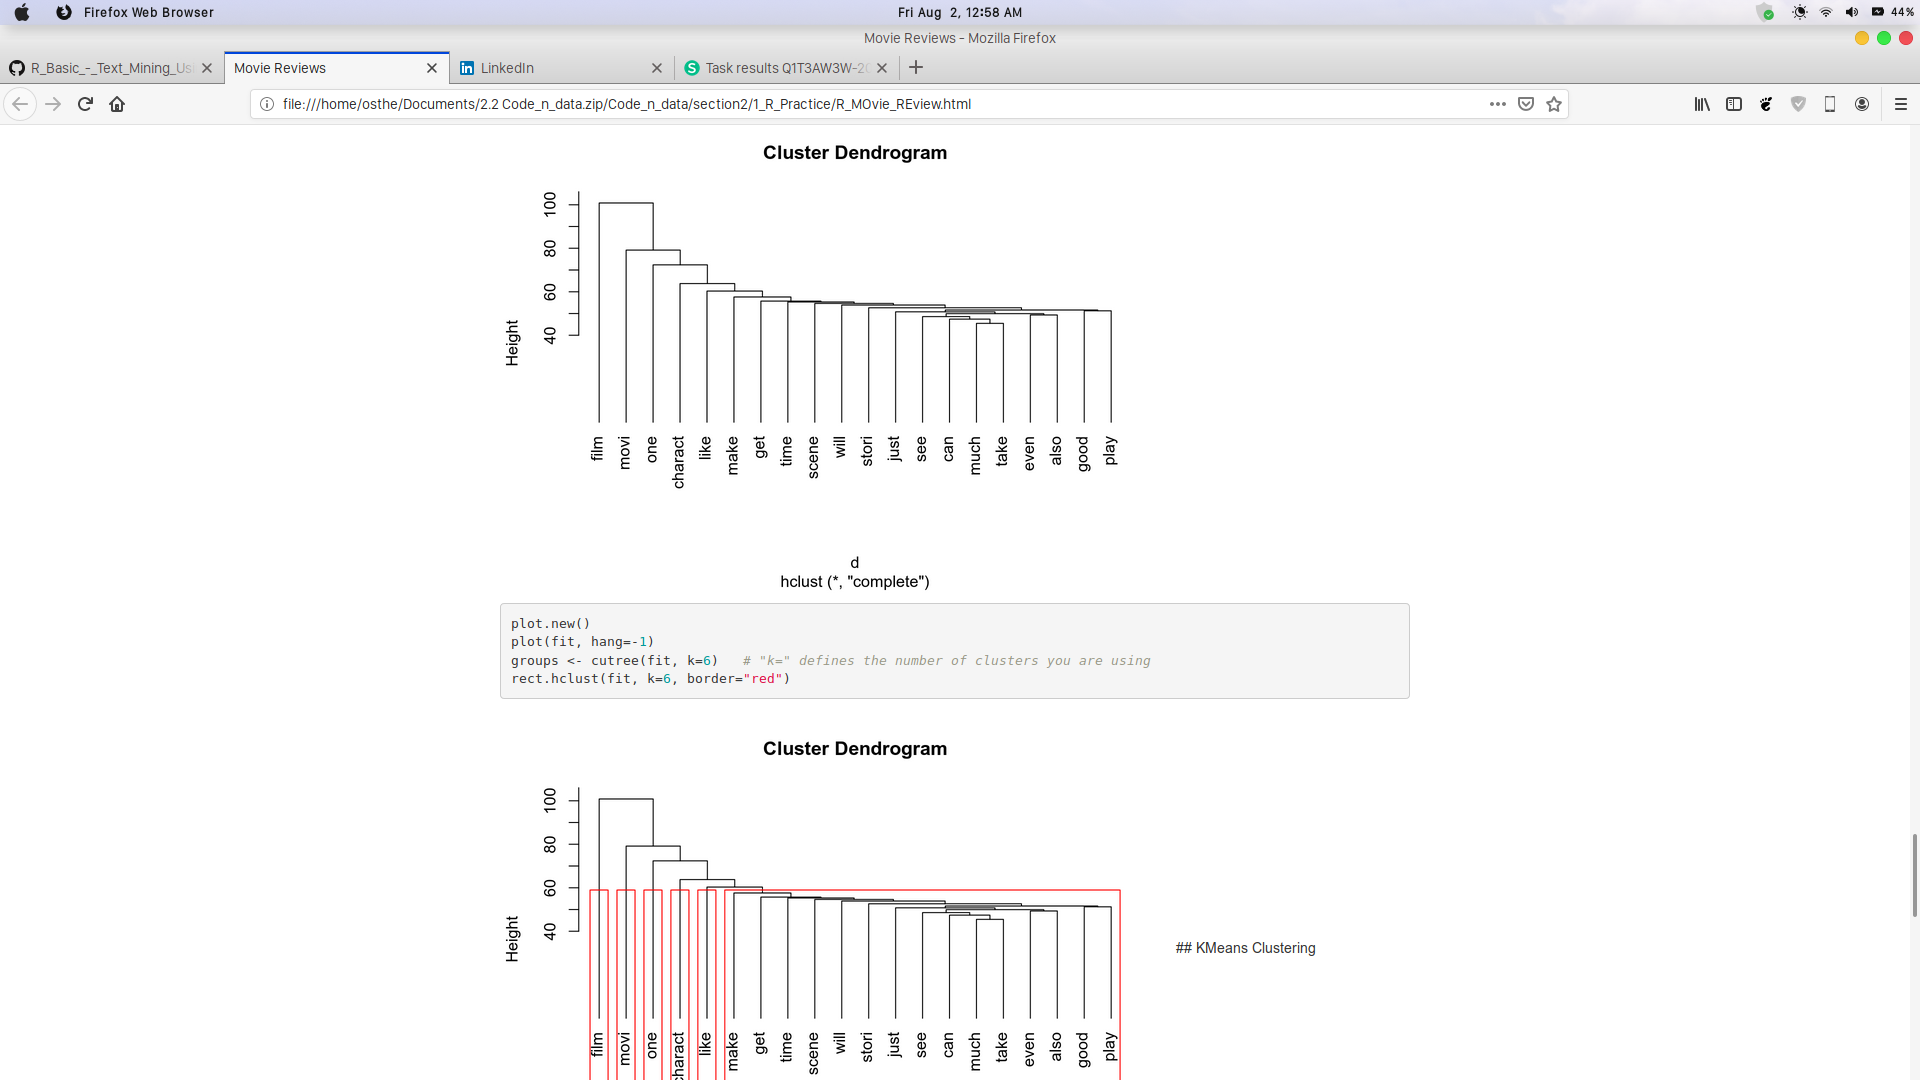 Firefox Web Browser
Fri Aug 2, 12:58 AM
44%
Movie Reviews - Mozilla Firefox
R_Basic_-_Text_Mining_Us
Movie Reviews
LinkedIn
Task results Q1T3AW3W-20
file:///home/osthe/Documents/2.2 Code_n_data.zip/Code_n_data/section2/1_R_Practice/R_MOvie_REview.html
Cluster Dendrogram
Height
40 60 80 100
film movi one charact like make get time scene will stori just see can much take even also good play
d
hclust (*, "complete")
plot.new()
plot(fit, hang=-1)
groups <- cutree(fit, k=6)   # "k=" defines the number of clusters you are using
rect.hclust(fit, k=6, border="red")
Cluster Dendrogram
Height
40 60 80 100
film movi one charact like make get time scene will stori just see can much take even also good play
## KMeans Clustering